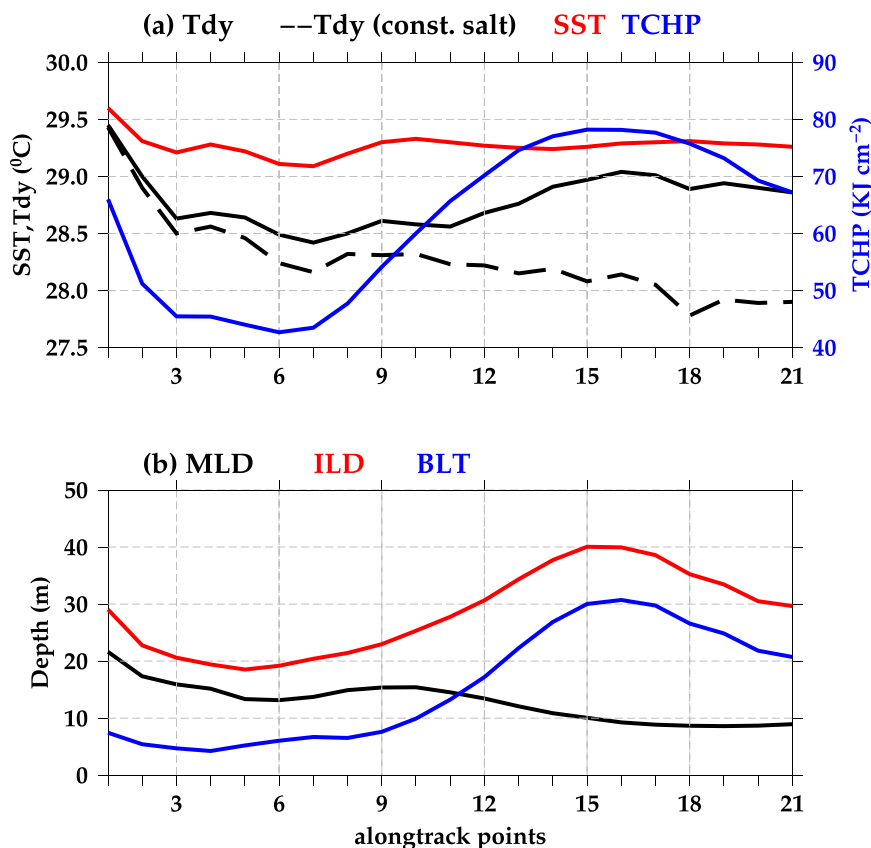 (a) Tdy −−Tdy (const. salt) SST TCHP
30.0
29.5
29.0
28.5
28.0
27.5
SST,Tdy (⁰C)
90
80
70
60
50
40
TCHP (KJ cm⁻²)
3 6 9 12 15 18 21
(b) MLD ILD BLT
50
40
30
20
10
0
Depth (m)
3 6 9 12 15 18 21
alongtrack points